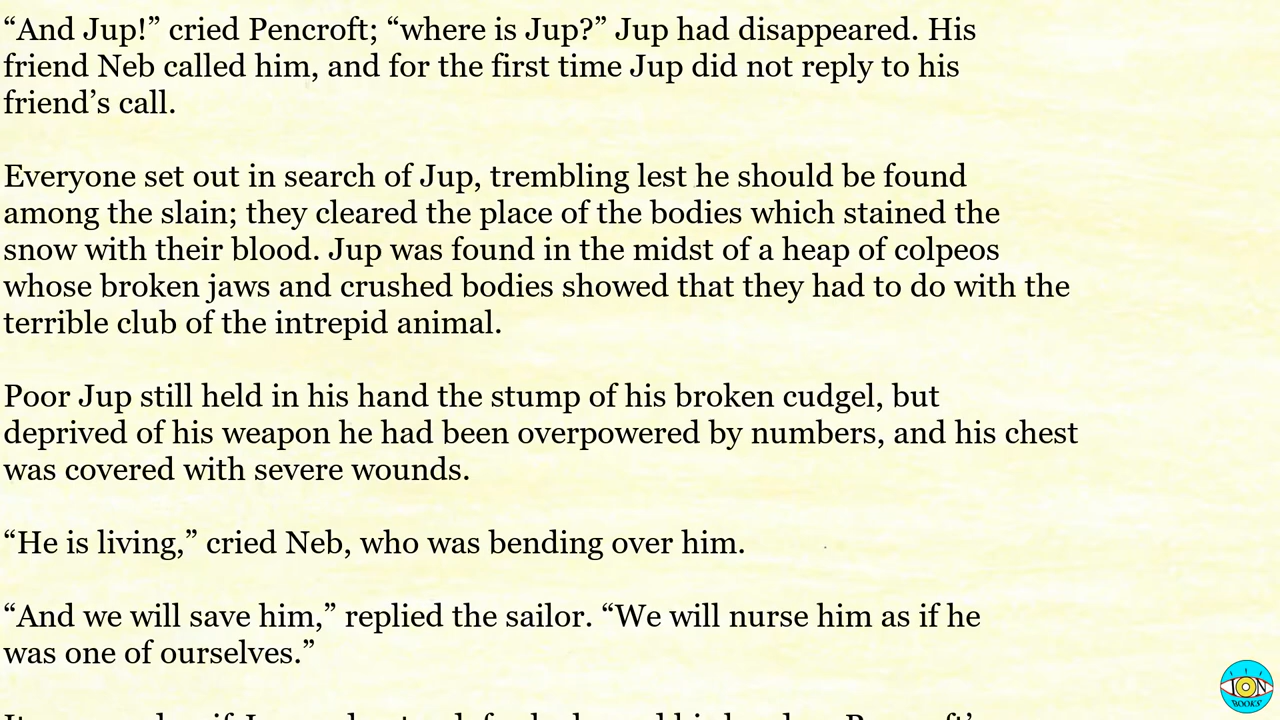 “And Jup!” cried Pencroft; “where is Jup?” Jup had disappeared. His
friend Neb called him, and for the first time Jup did not reply to his
friend’s call.
Everyone set out in search of Jup, trembling lest he should be found
among the slain; they cleared the place of the bodies which stained the
snow with their blood. Jup was found in the midst of a heap of colpeos
whose broken jaws and crushed bodies showed that they had to do with the
terrible club of the intrepid animal.
Poor Jup still held in his hand the stump of his broken cudgel, but
deprived of his weapon he had been overpowered by numbers, and his chest
was covered with severe wounds.
“He is living,” cried Neb, who was bending over him.
“And we will save him,” replied the sailor. “We will nurse him as if he
was one of ourselves.”
ION
BOOKS